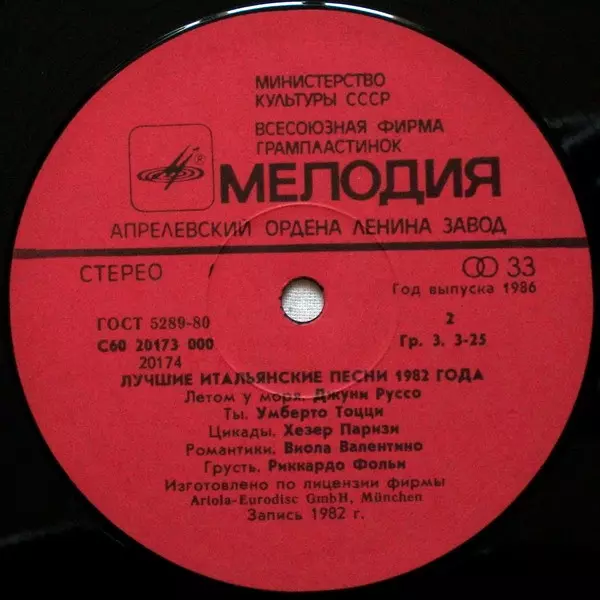 МИНИСТЕРСТВО
КУЛЬТУРЫ СССР
ВСЕСОЮЗНАЯ ФИРМА
ГРАМПЛАСТИНОК
®
МЕЛОДИЯ
АПРЕЛЕВСКИЙ ОРДЕНА ЛЕНИНА ЗАВОД
СТЕРЕО 33
Год выпуска 1986
ГОСТ 5289-80 2
С60 20173 000 Гр. 3. 3-25
20174
ЛУЧШИЕ ИТАЛЬЯНСКИЕ ПЕСНИ 1982 ГОДА
Летом у моря. Джуни Руссо
Ты. Умберто Тоцци
Цикады. Хезер Паризи
Романтики. Виола Валентино
Грусть. Риккардо Фольи
Изготовлено по лицензии фирмы
Ariola-Eurodisc GmbH, München
Запись 1982 г.